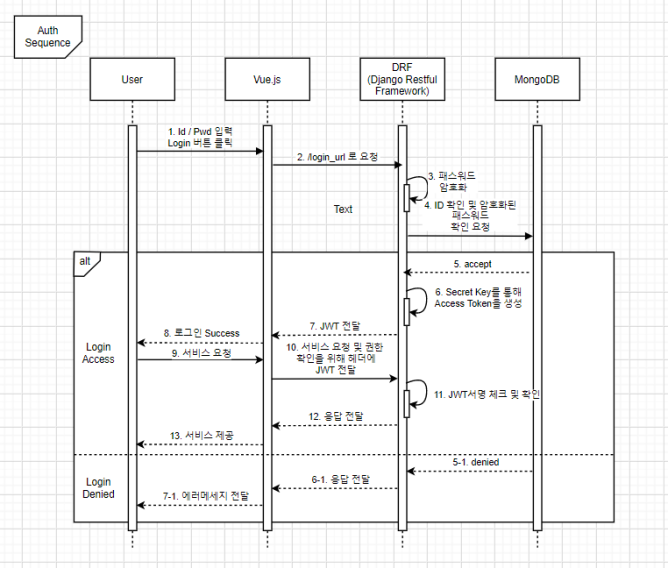 Auth
Sequence
User
Vue.js
DRF
(Django Restful
Framework)
MongoDB
1. Id / Pwd 입력
Login 버튼 클릭
2. /login_url 로 요청
3. 패스워드
암호화
Text
4. ID 확인 및 암호화된
패스워드
확인 요청
alt
5. accept
6. Secret Key를 통해
Access Token을 생성
7. JWT 전달
8. 로그인 Success
Login
Access
9. 서비스 요청
10. 서비스 요청 및 권한
확인을 위해 헤더에
JWT 전달
11. JWT서명 체크 및 확인
12. 응답 전달
13. 서비스 제공
5-1. denied
Login
Denied
6-1. 응답 전달
7-1. 에러메세지 전달